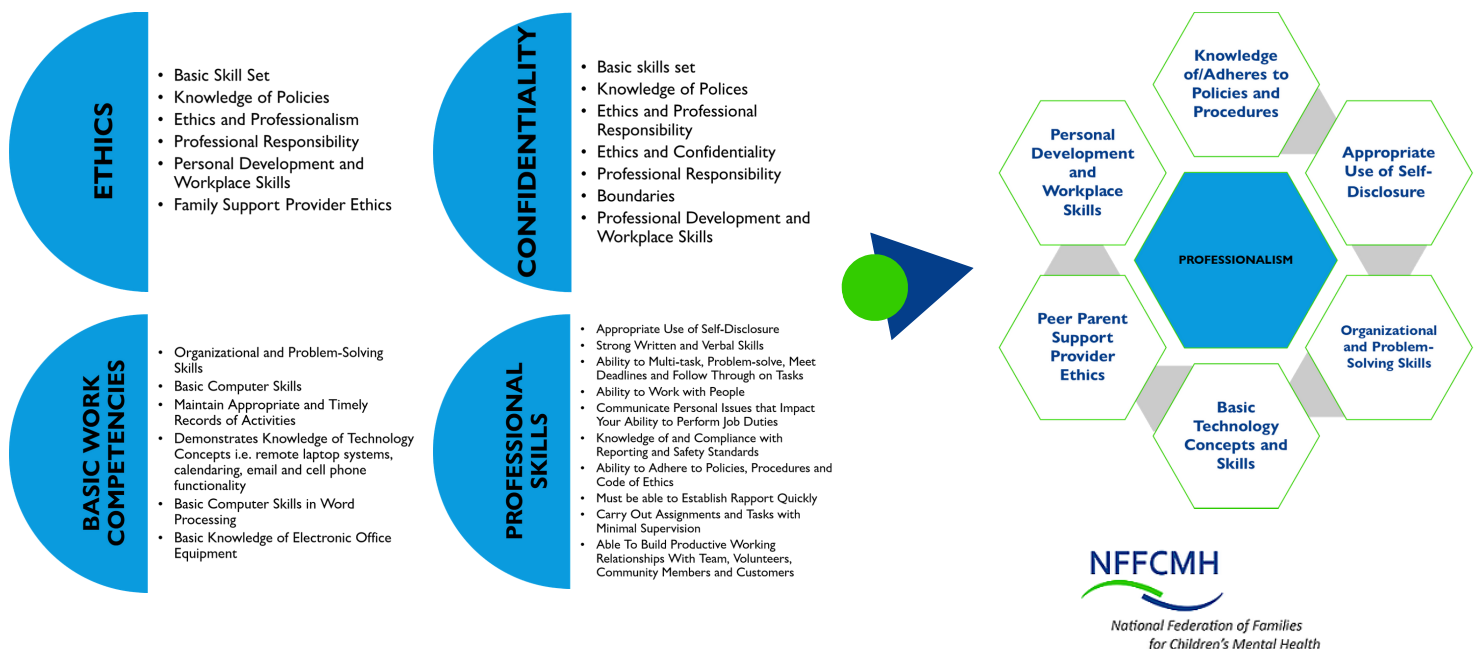 ETHICS
• Basic Skill Set
• Knowledge of Policies
• Ethics and Professionalism
• Professional Responsibility
• Personal Development and
Workplace Skills
• Family Support Provider Ethics
CONFIDENTIALITY
• Basic skills set
• Knowledge of Polices
• Ethics and Professional
Responsibility
• Ethics and Confidentiality
• Professional Responsibility
• Boundaries
• Professional Development and
Workplace Skills
BASIC WORK
COMPETENCIES
• Organizational and Problem-Solving
Skills
• Basic Computer Skills
• Maintain Appropriate and Timely
Records of Activities
• Demonstrates Knowledge of Technology
Concepts i.e. remote laptop systems,
calendaring, email and cell phone
functionality
• Basic Computer Skills in Word
Processing
• Basic Knowledge of Electronic Office
Equipment
PROFESSIONAL
SKILLS
• Appropriate Use of Self-Disclosure
• Strong Written and Verbal Skills
• Ability to Multi-task, Problem-solve, Meet
Deadlines and Follow Through on Tasks
• Ability to Work with People
• Communicate Personal Issues that Impact
Your Ability to Perform Job Duties
• Knowledge of and Compliance with
Reporting and Safety Standards
• Ability to Adhere to Policies, Procedures and
Code of Ethics
• Must be able to Establish Rapport Quickly
• Carry Out Assignments and Tasks with
Minimal Supervision
• Able To Build Productive Working
Relationships With Team, Volunteers,
Community Members and Customers
Knowledge
of/Adheres to
Policies and
Procedures
Appropriate
Use of Self-
Disclosure
Organizational
and Problem-
Solving Skills
Basic
Technology
Concepts and
Skills
Peer Parent
Support
Provider
Ethics
Personal
Development
and
Workplace
Skills
PROFESSIONALISM
NFFCMH
National Federation of Families
for Children's Mental Health